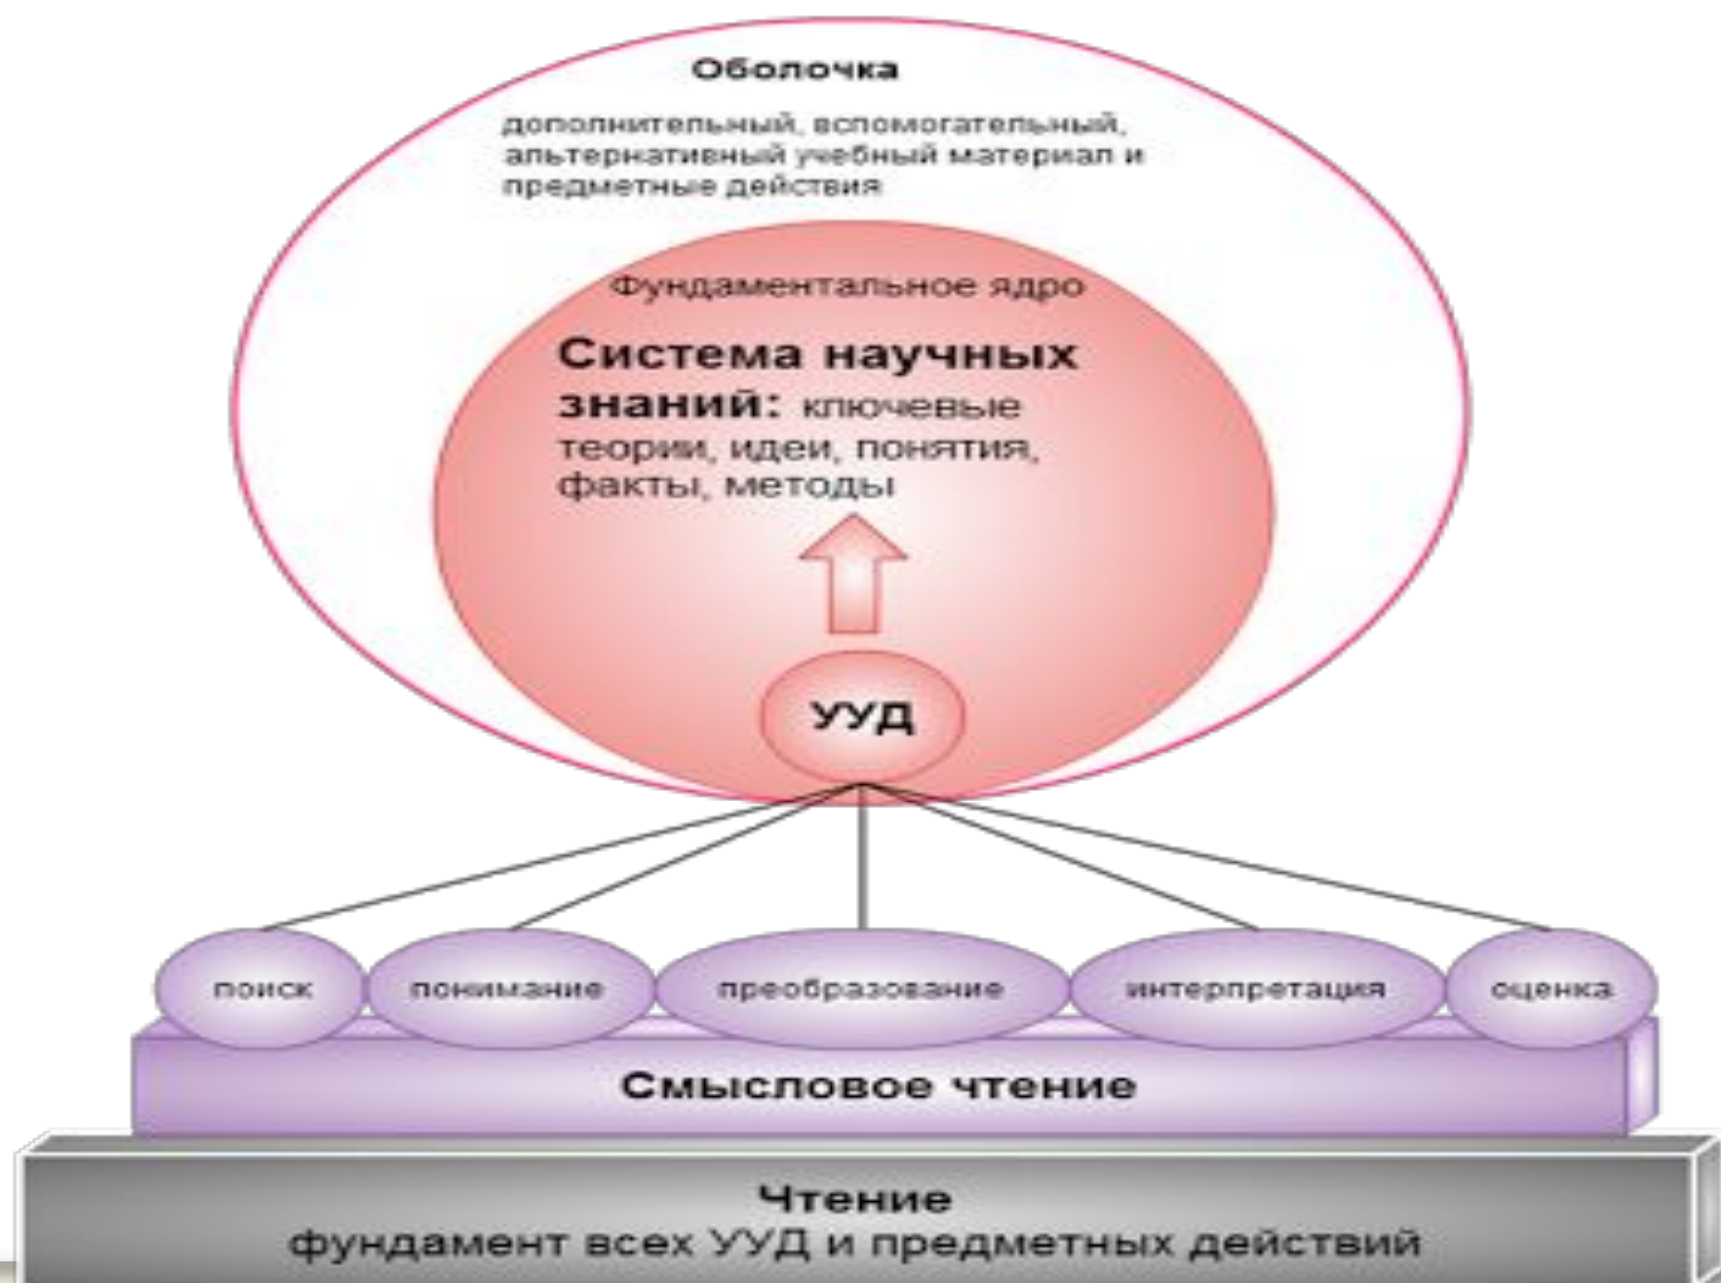 Оболочка
дополнительный, вспомогательный,
альтернативный учебный материал и
предметные действия
Фундаментальное ядро
Система научных
знаний: ключевые
теории, идеи, понятия,
факты, методы
УУД
поиск понимание преобразование интерпретация оценка
Смысловое чтение
Чтение
фундамент всех УУД и предметных действий